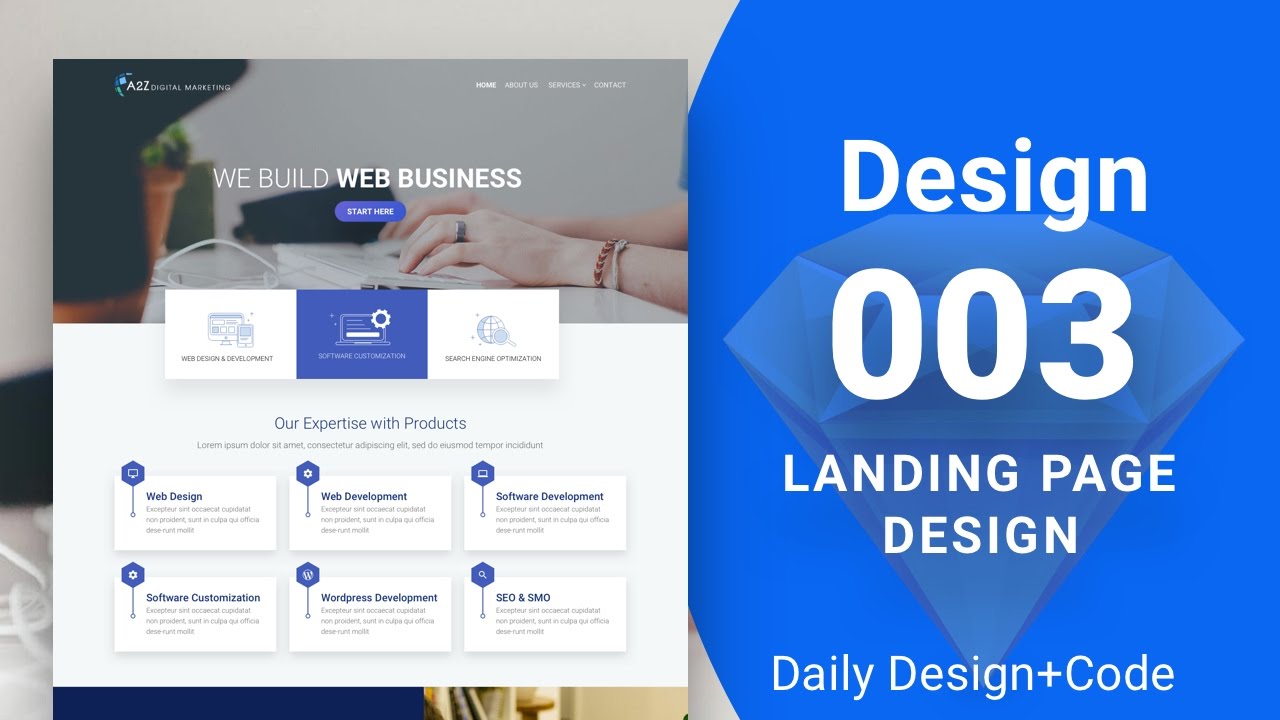 A2Z DIGITAL MARKETING
HOME ABOUT US SERVICES CONTACT
WE BUILD WEB BUSINESS
START HERE
WEB DESIGN & DEVELOPMENT
SOFTWARE CUSTOMIZATION
SEARCH ENGINE OPTIMIZATION
Our Expertise with Products
Lorem ipsum dolor sit amet, consectetur adipiscing elit, sed do eiusmod tempor incididunt
Web Design
Excepteur sint occaecat cupidatat
non proident, sunt in culpa qui officia
dese-runt mollit
Web Development
Excepteur sint occaecat cupidatat
non proident, sunt in culpa qui officia
dese-runt mollit
Software Development
Excepteur sint occaecat cupidatat
non proident, sunt in culpa qui officia
dese-runt mollit
Software Customization
Excepteur sint occaecat cupidatat
non proident, sunt in culpa qui officia
dese-runt mollit
Wordpress Development
Excepteur sint occaecat cupidatat
non proident, sunt in culpa qui officia
dese-runt mollit
SEO & SMO
Excepteur sint occaecat cupidatat
non proident, sunt in culpa qui officia
dese-runt mollit
Design
003
LANDING PAGE
DESIGN
Daily Design+Code